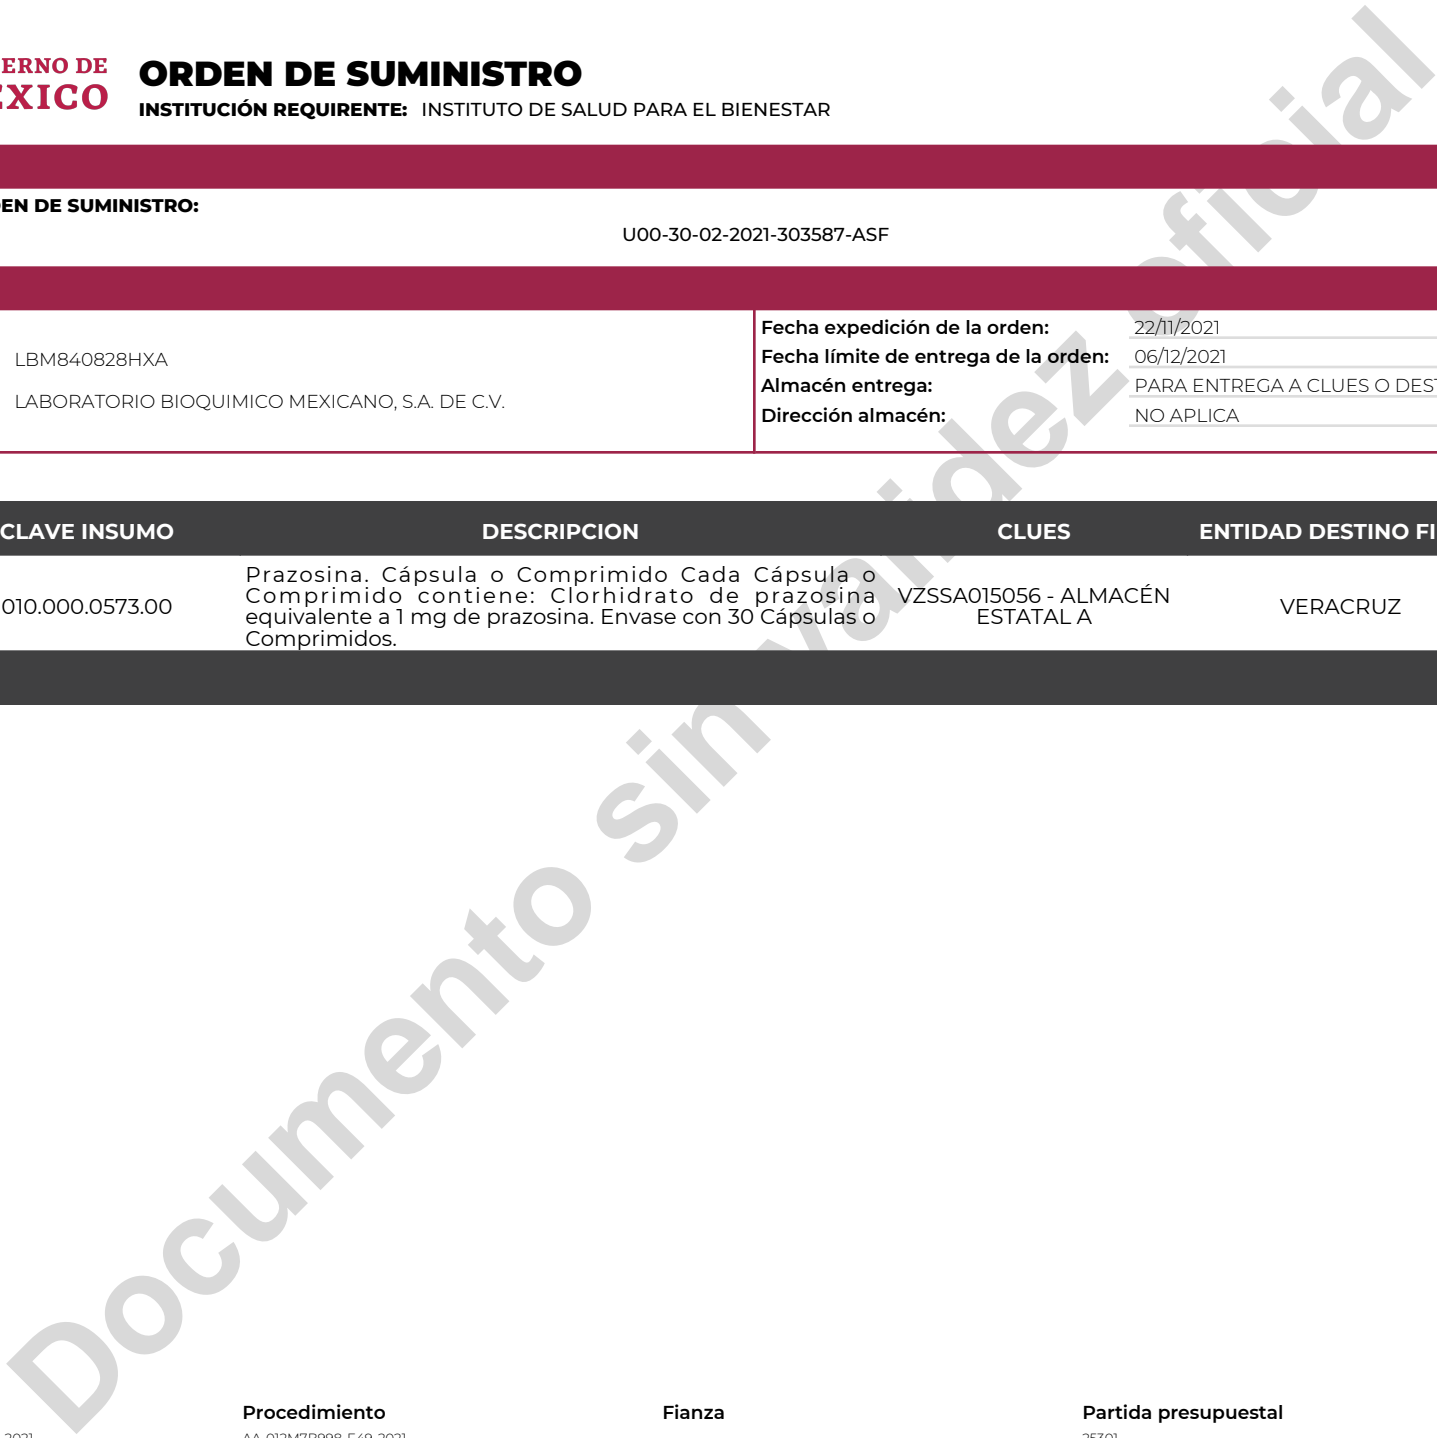 ERNO DE
EXICO
ORDEN DE SUMINISTRO
INSTITUCIÓN REQUIRENTE: INSTITUTO DE SALUD PARA EL BIENESTAR
EN DE SUMINISTRO:
U00-30-02-2021-303587-ASF
LBM840828HXA
LABORATORIO BIOQUIMICO MEXICANO, S.A. DE C.V.
Fecha expedición de la orden: 22/11/2021
Fecha límite de entrega de la orden: 06/12/2021
Almacén entrega: PARA ENTREGA A CLUES O DEST
Dirección almacén: NO APLICA
CLAVE INSUMO DESCRIPCION CLUES ENTIDAD DESTINO FI
010.000.0573.00
Prazosina. Cápsula o Comprimido Cada Cápsula o
Comprimido contiene: Clorhidrato de prazosina
equivalente a 1 mg de prazosina. Envase con 30 Cápsulas o
Comprimidos.
VZSSA015056 - ALMACÉN
ESTATAL A
VERACRUZ
Documento sin validez oficial
Procedimiento Fianza Partida presupuestal